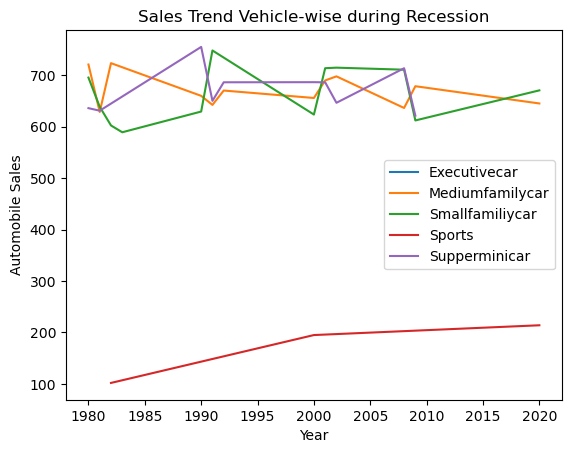 Sales Trend Vehicle-wise during Recession
Automobile Sales
700
600
500
400
300
200
100
Executivecar
Mediumfamilycar
Smallfamiliycar
Sports
Supperminicar
1980 1985 1990 1995 2000 2005 2010 2015 2020
Year